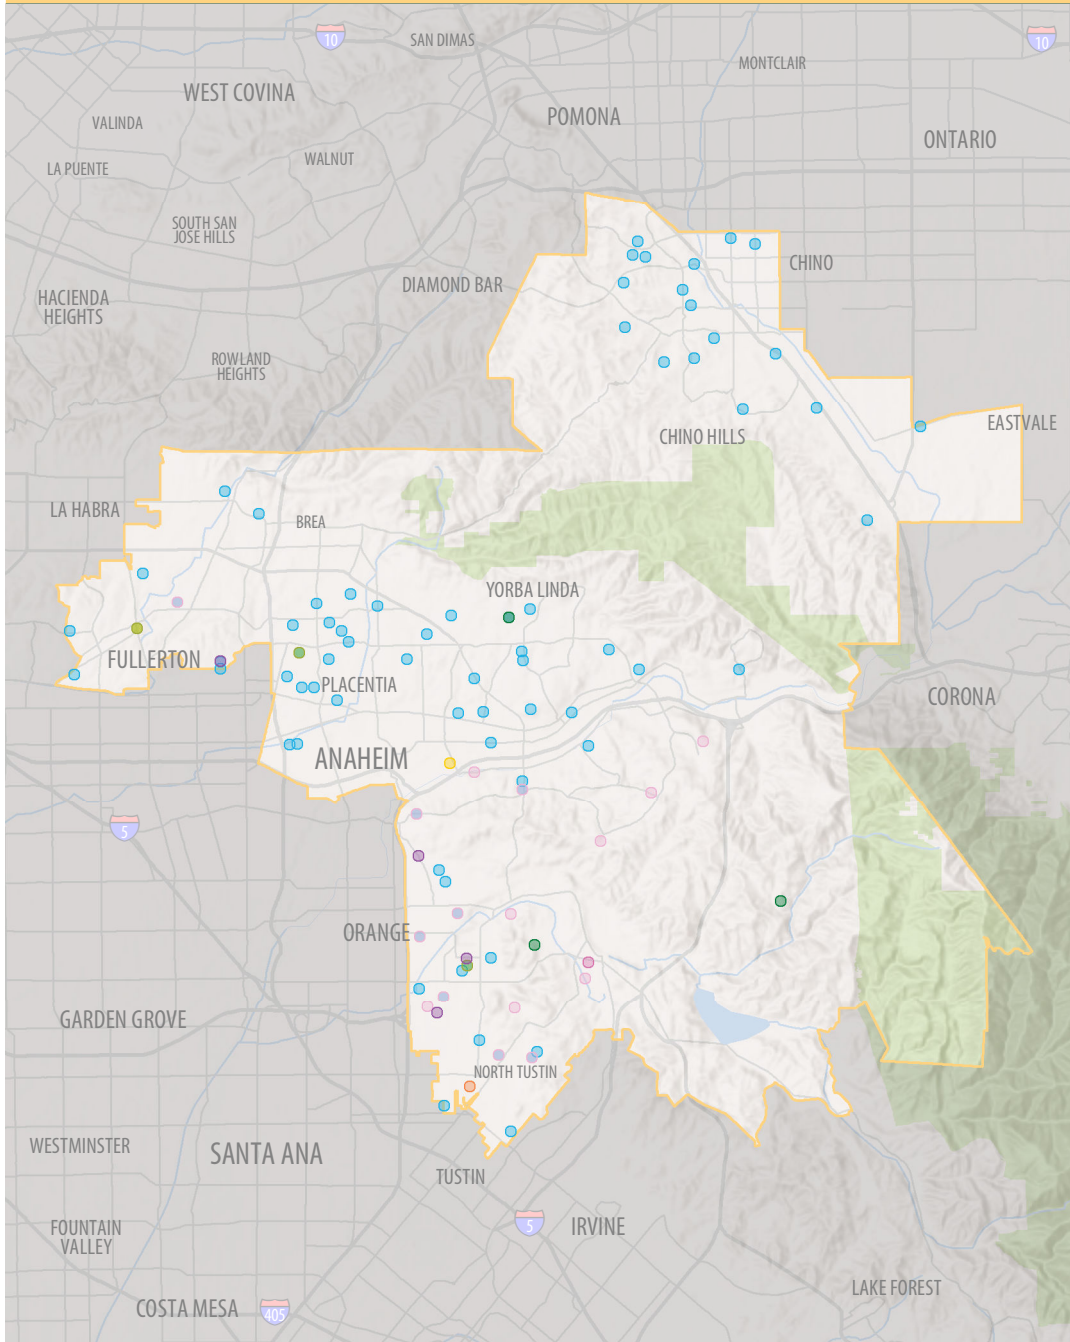 10
SAN DIMAS
10
MONTCLAIR
WEST COVINA
POMONA
VALINDA
ONTARIO
WALNUT
LA PUENTE
SOUTH SAN
JOSE HILLS
CHINO
DIAMOND BAR
HACIENDA
HEIGHTS
ROWLAND
HEIGHTS
EASTVALE
CHINO HILLS
LA HABRA
BREA
YORBA LINDA
FULLERTON
PLACENTIA
CORONA
ANAHEIM
5
ORANGE
GARDEN GROVE
NORTH TUSTIN
WESTMINSTER
SANTA ANA
TUSTIN
5
IRVINE
FOUNTAIN
VALLEY
LAKE FOREST
COSTA MESA
405